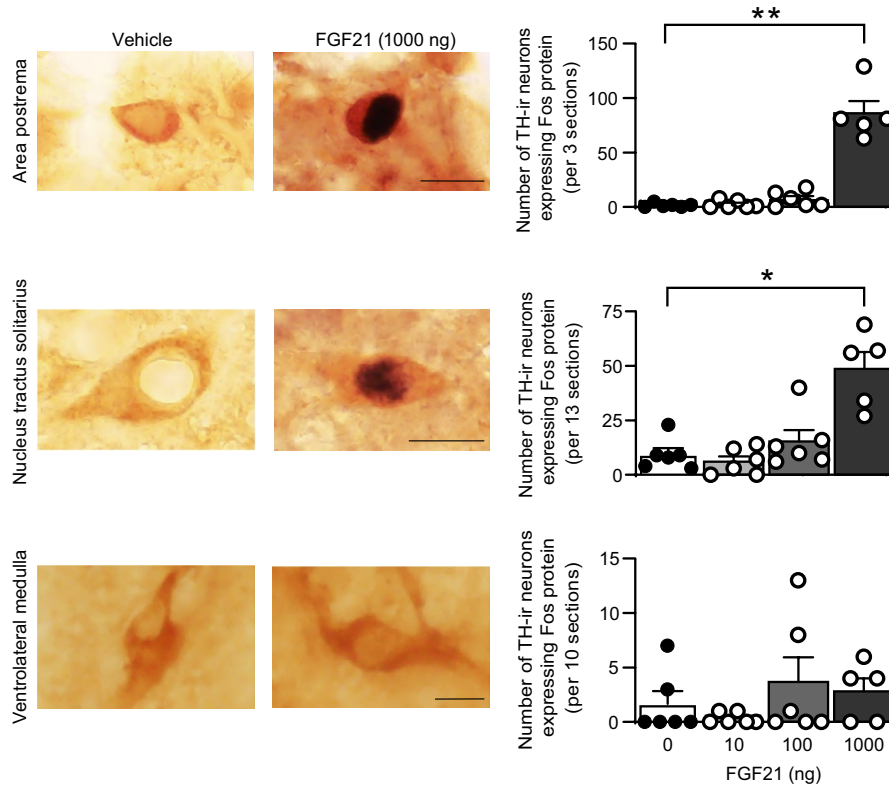 Vehicle
FGF21 (1000 ng)
Area postrema
Number of TH-ir neurons
expressing Fos protein
(per 3 sections)
150
100
50
0
**
Nucleus tractus solitarius
Number of TH-ir neurons
expressing Fos protein
(per 13 sections)
75
50
25
0
*
Ventrolateral medulla
Number of TH-ir neurons
expressing Fos protein
(per 10 sections)
15
10
5
0
0 10 100 1000
FGF21 (ng)